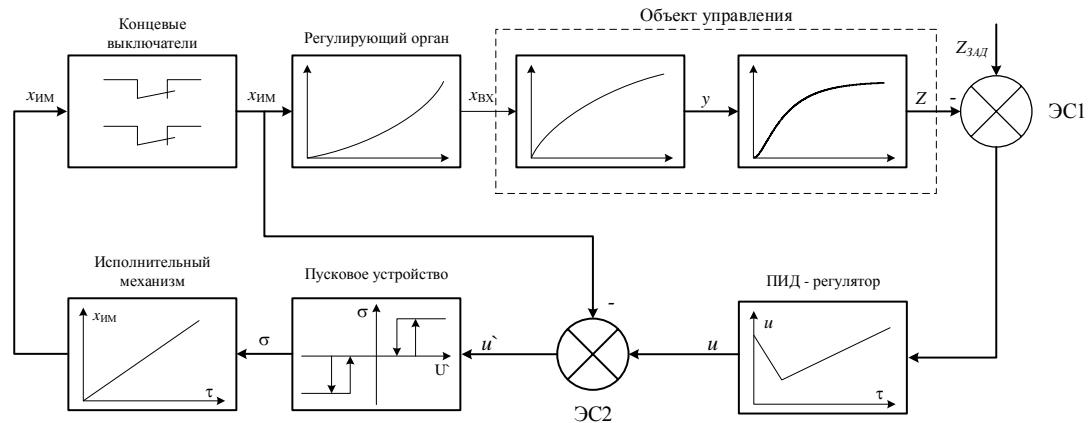 Объект управления
Концевые
выключатели
Регулирующий орган
Zзад
xим
xим
xвх
y
Z
-
ЭС1
Исполнительный
механизм
Пусковое устройство
ПИД - регулятор
-
xим
τ
σ
σ
U`
u`
u
u
τ
ЭС2